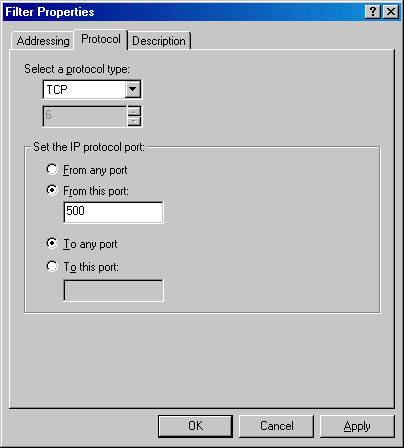 Filter Properties
Addressing Protocol Description
Select a protocol type:
TCP
6
Set the IP protocol port:
From any port
From this port:
500
To any port
To this port:
OK Cancel Apply